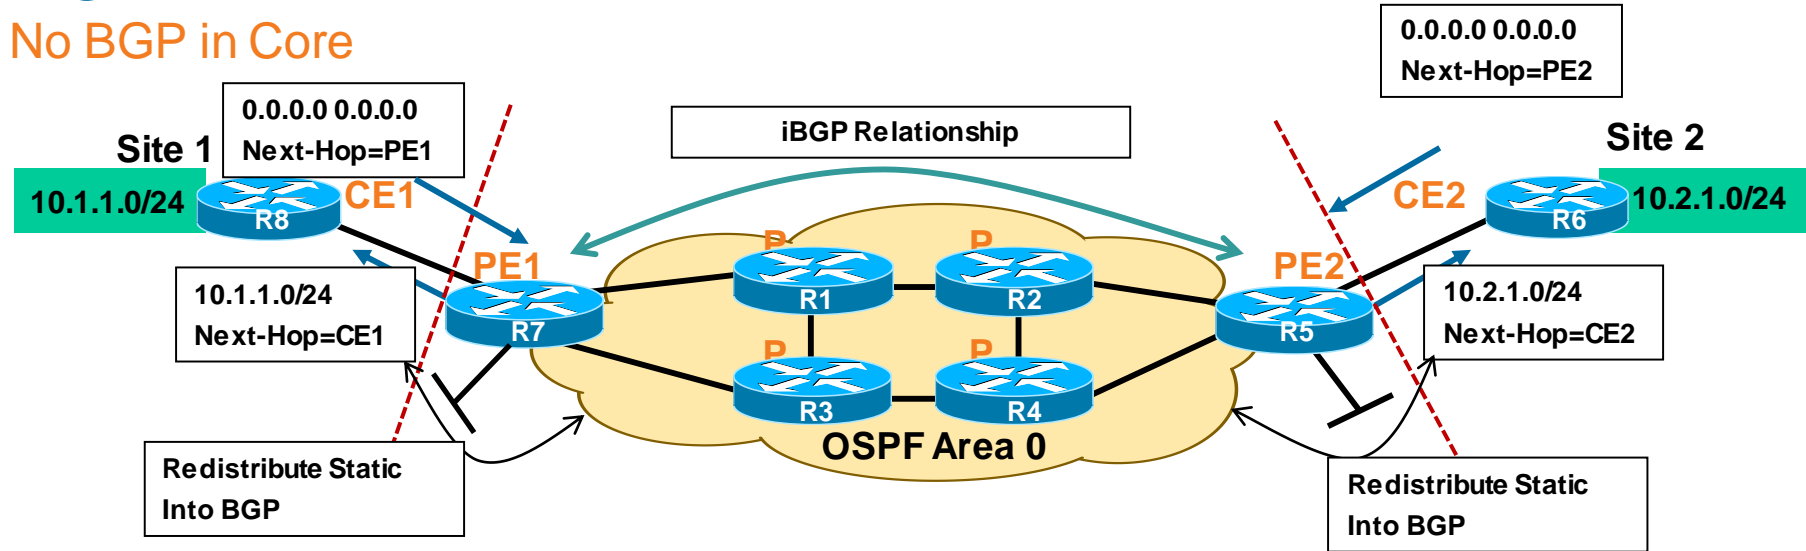 No BGP in Core
0.0.0.0 0.0.0.0
Next-Hop=PE2
0.0.0.0 0.0.0.0
Next-Hop=PE1
iBGP Relationship
Site 1
Site 2
10.1.1.0/24
R8
CE1
CE2
R6
10.2.1.0/24
P
P
PE1
PE2
R1
R2
R7
R5
10.1.1.0/24
Next-Hop=CE1
10.2.1.0/24
Next-Hop=CE2
P
P
R3
R4
OSPF Area 0
Redistribute Static
Into BGP
Redistribute Static
Into BGP